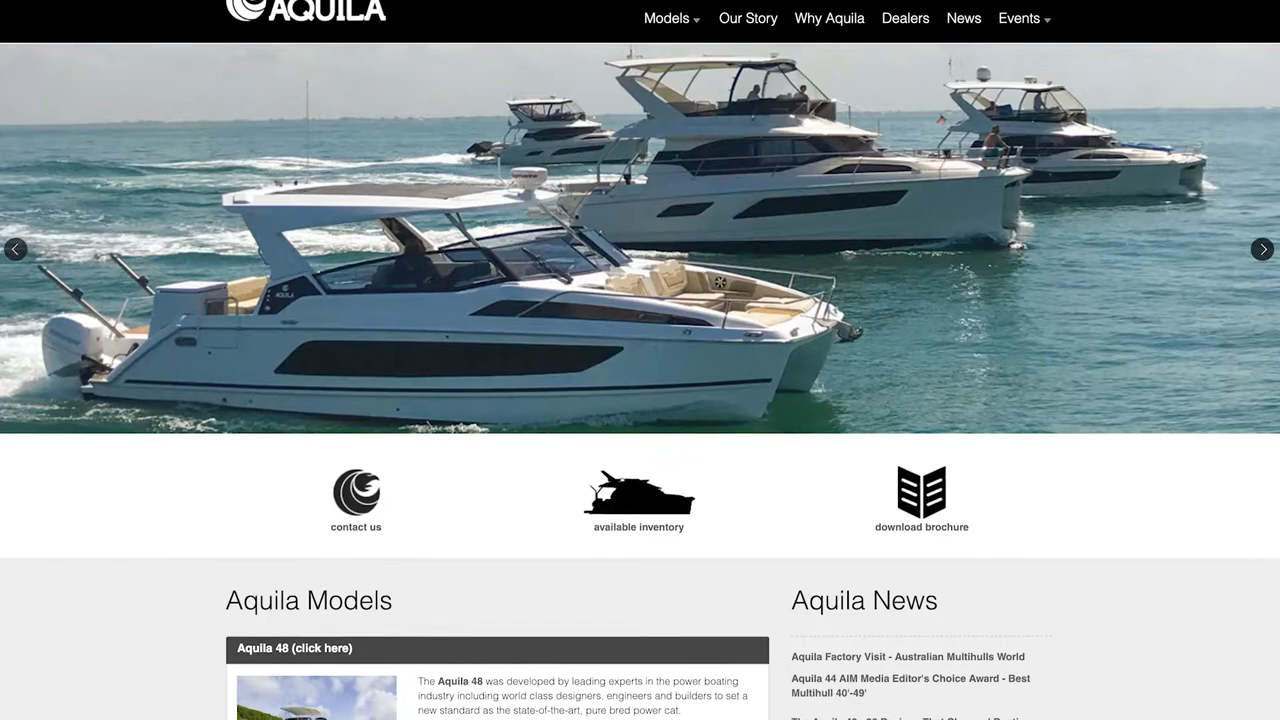 AQUILA
Models
Our Story
Why Aquila
Dealers
News
Events
AQUILA
contact us
available inventory
download brochure
Aquila Models
Aquila News
Aquila 48 (click here)
The Aquila 48 was developed by leading experts in the power boating
industry including world class designers, engineers and builders to set a
new standard as the state-of-the-art, pure bred power cat.
Aquila Factory Visit - Australian Multihulls World
Aquila 44 AIM Media Editor's Choice Award - Best
Multihull 40'-49'